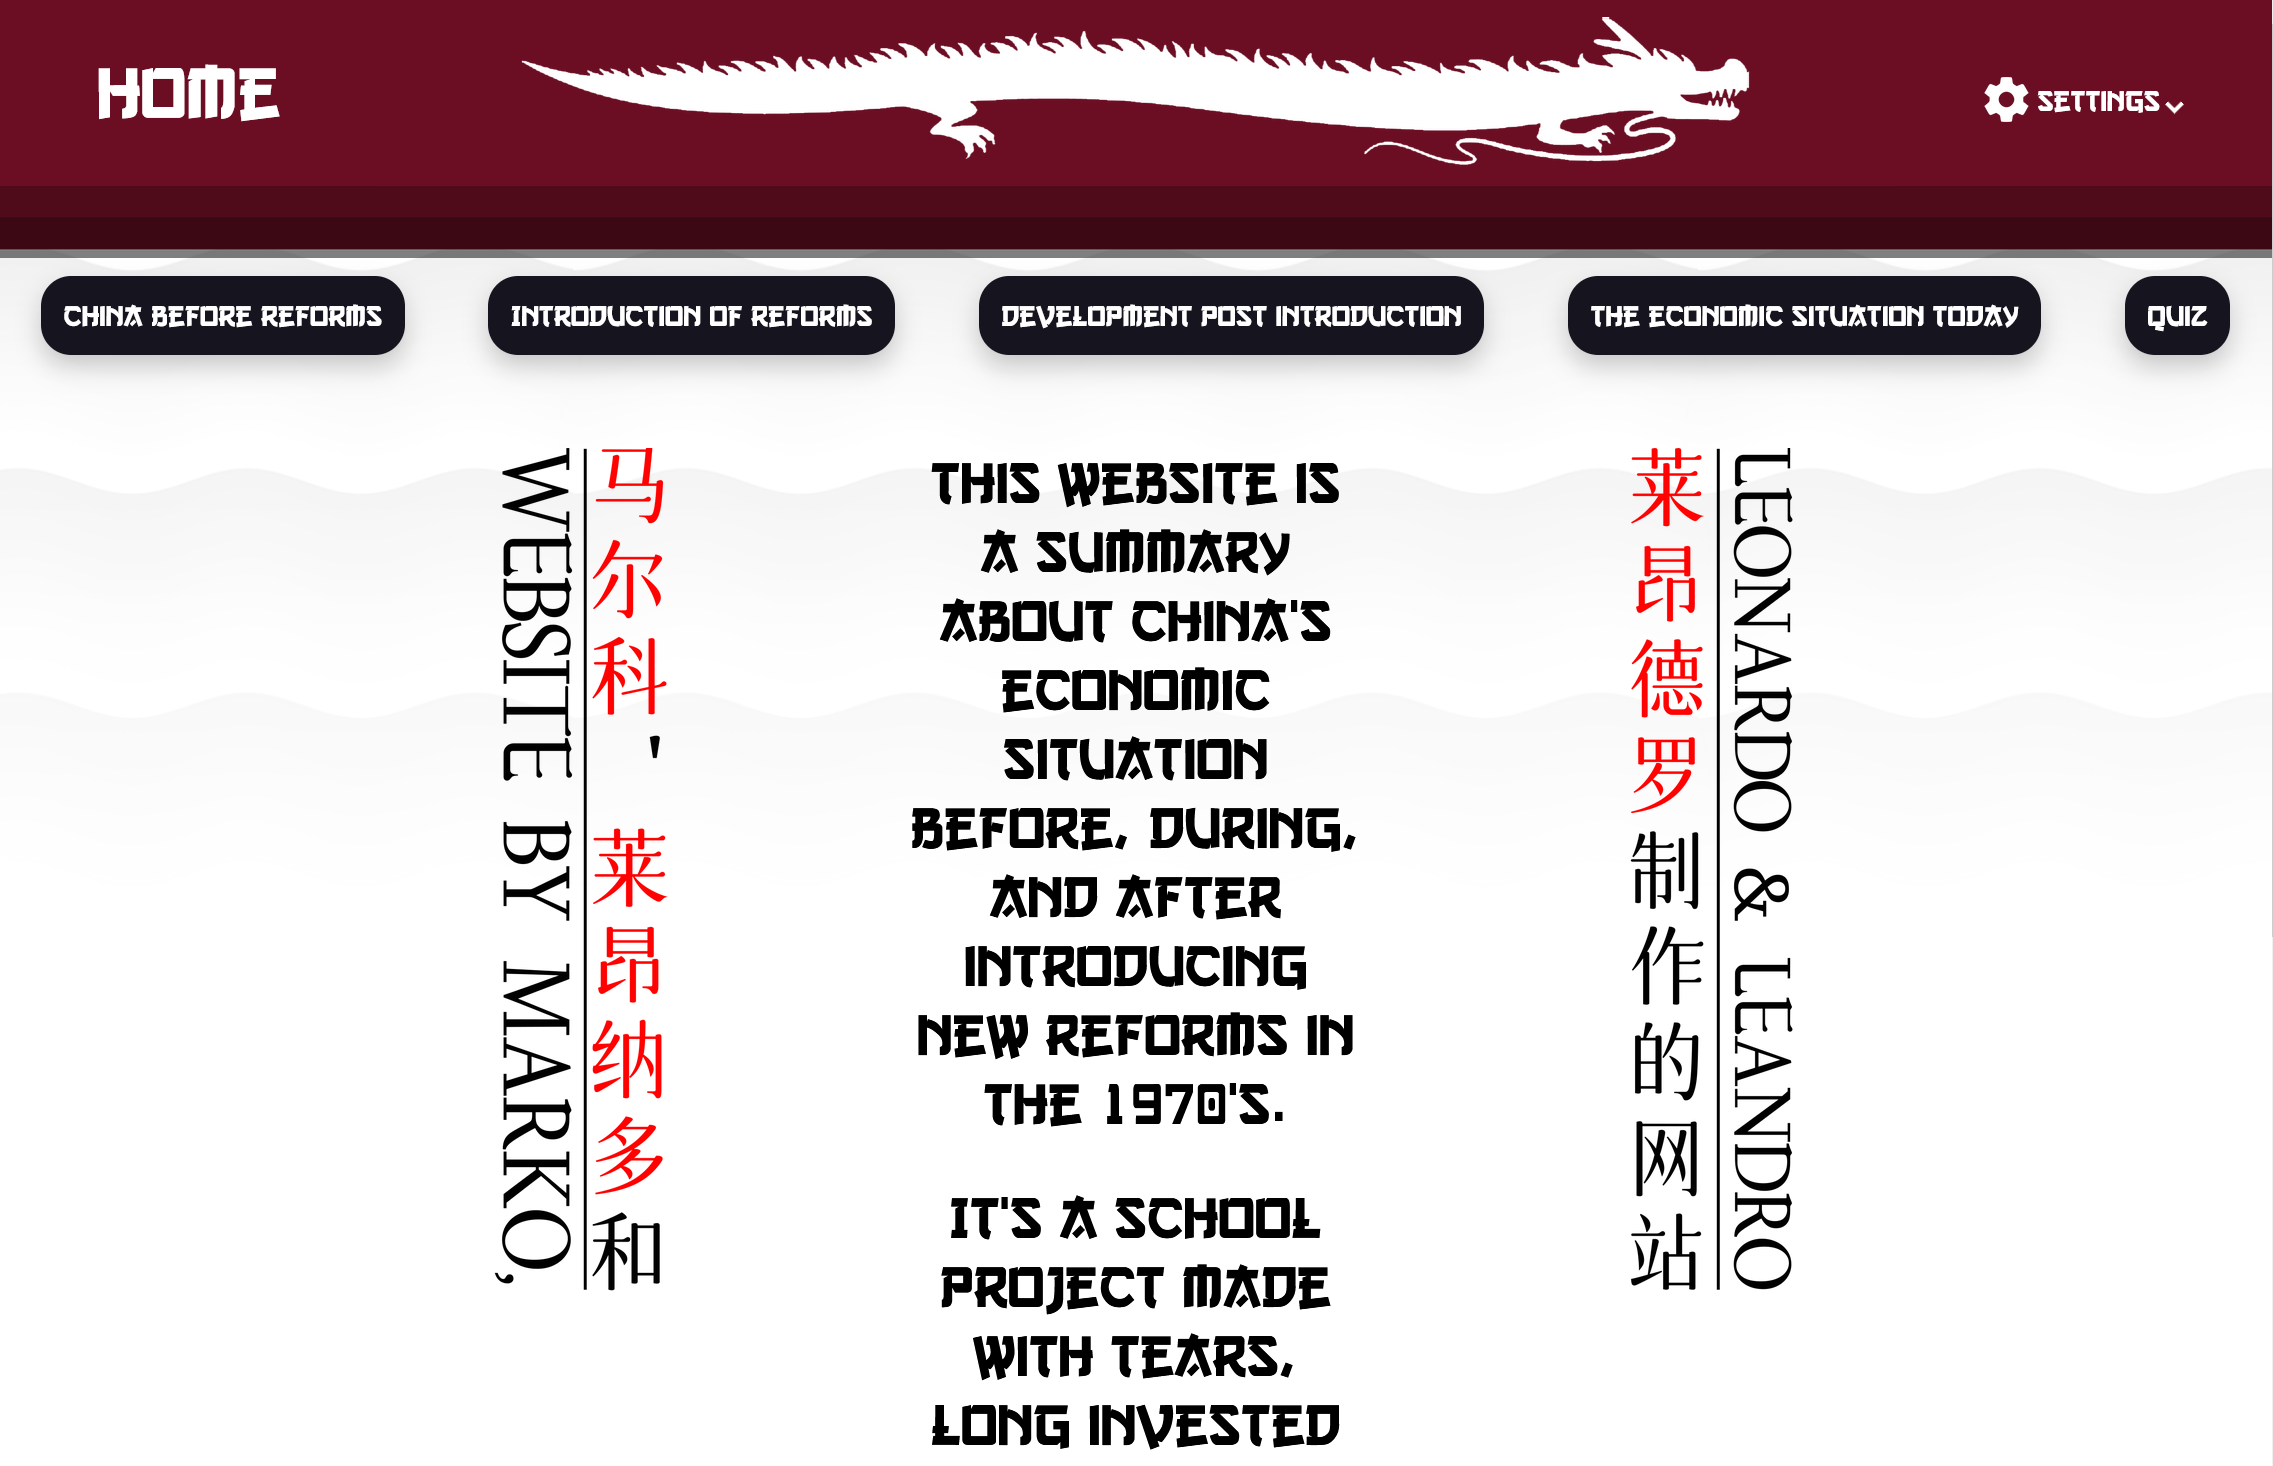 HOME
SETTINGS
CHINA BEFORE REFORMS
INTRODUCTION OF REFORMS
DEVELOPMENT POST INTRODUCTION
THE ECONOMIC SITUATION TODAY
QUIZ
WEBSITE BY MARKO,
马尔科' 莱昂纳多和
THIS WEBSITE IS
A SUMMARY
ABOUT CHINA'S
ECONOMIC
SITUATION
BEFORE, DURING,
AND AFTER
INTRODUCING
NEW REFORMS IN
THE 1970'S.
IT'S A SCHOOL
PROJECT MADE
WITH TEARS,
LONG INVESTED
莱昂德罗制作的网站
LEONARDO & LEANDRO